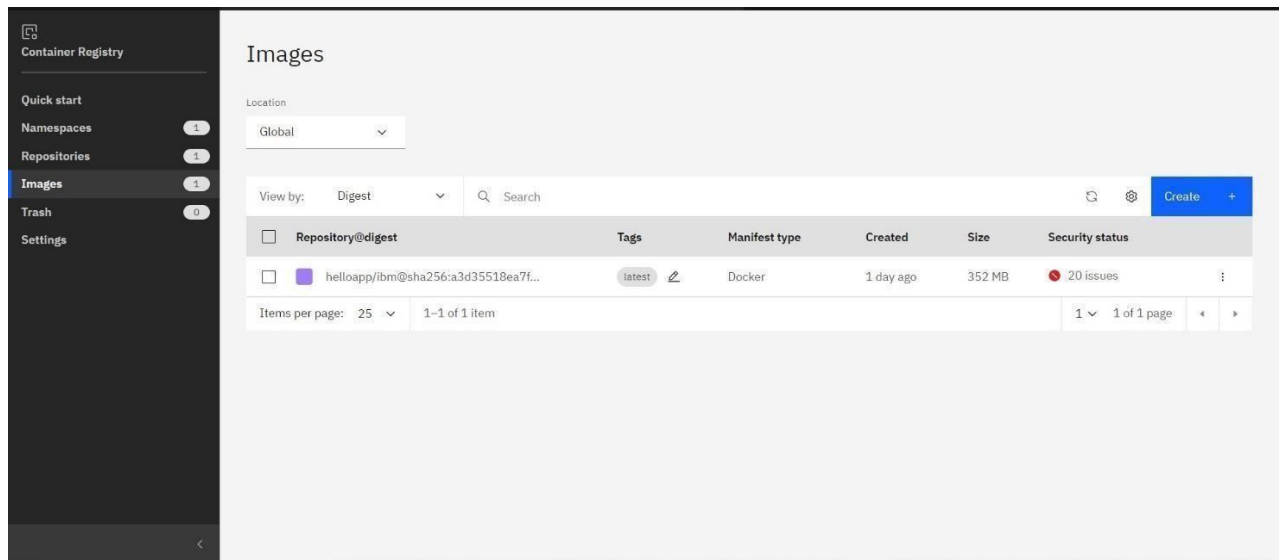 Container Registry
Quick start
Namespaces 1
Repositories 1
Images 1
Trash 0
Settings
Images
Location
Global
View by: Digest Search Create +
Repository@digest Tags Manifest type Created Size Security status
helloapp/ibm@sha256:a3d35518ea7f... latest Docker 1 day ago 352 MB 20 issues
Items per page: 25 1–1 of 1 item 1 1 of 1 page